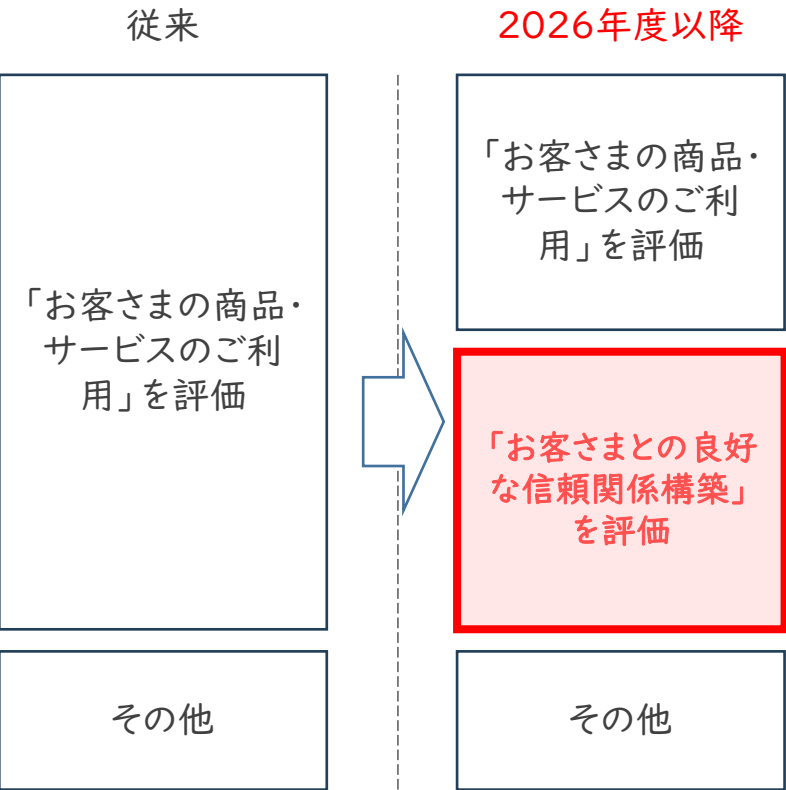 従来
「お客さまの商品・
サービスのご利
用」を評価
その他
2026年度以降
「お客さまの商品・
サービスのご利
用」を評価
「お客さまとの良好
な信頼関係構築」
を評価
その他